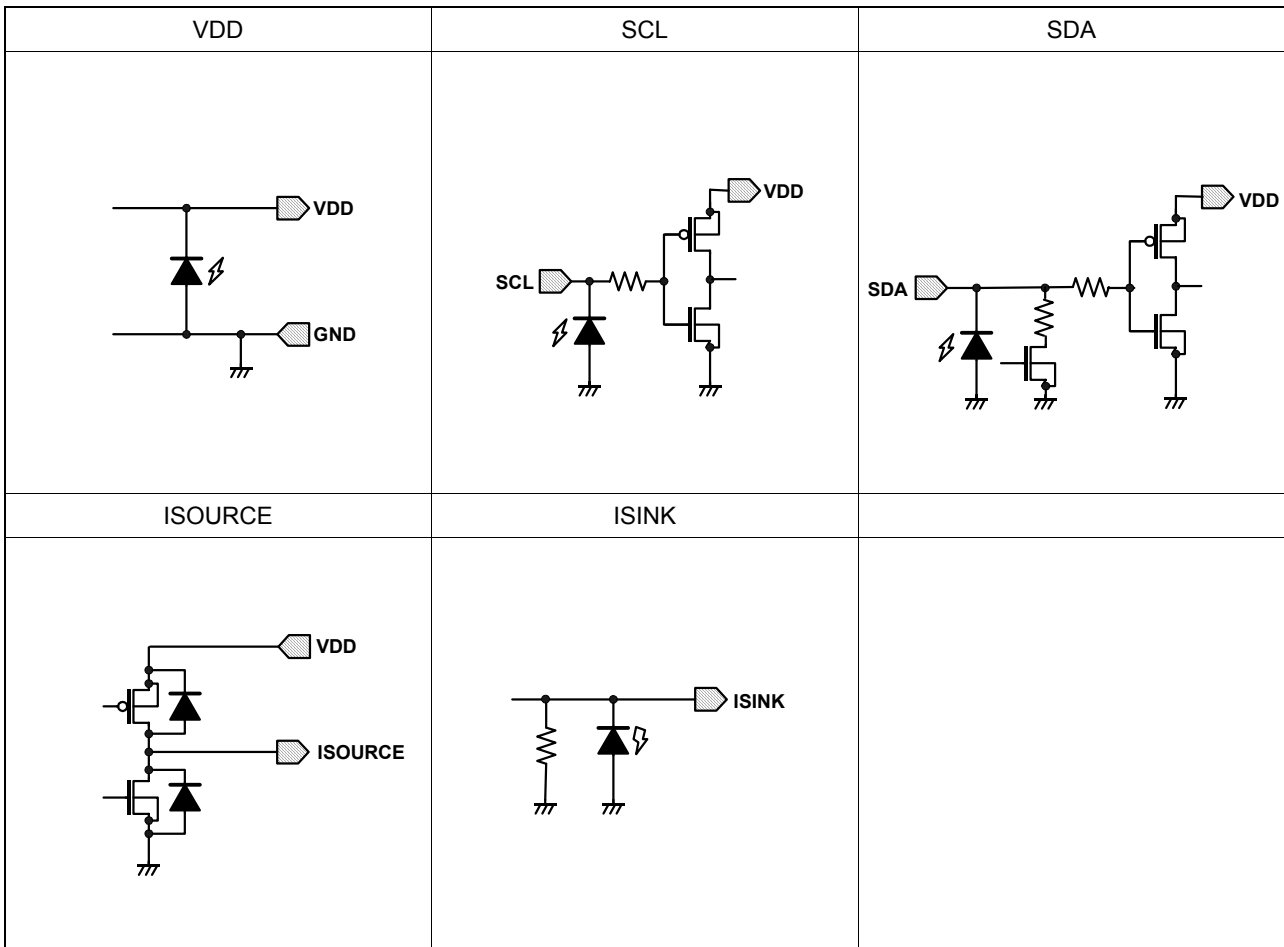 VDD
SCL
SDA
VDD
GND
VDD
SCL
VDD
SDA
ISOURCE
ISINK
VDD
ISOURCE
ISINK